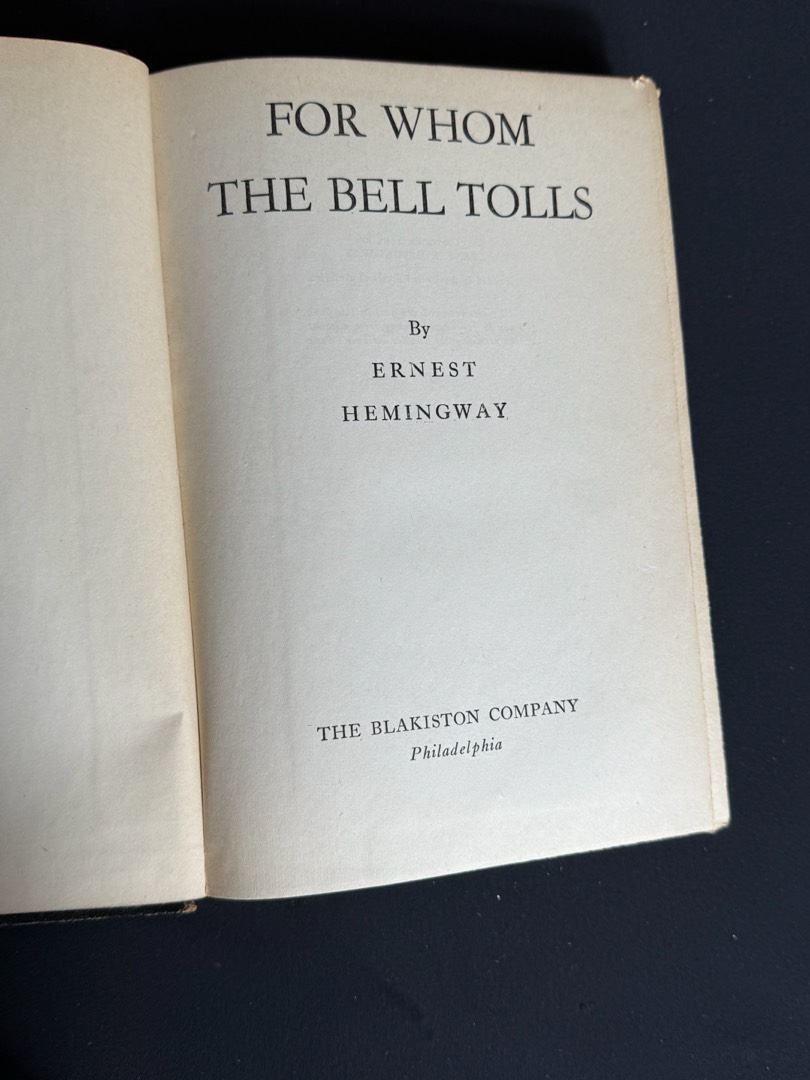 FOR WHOM
THE BELL TOLLS
By
ERNEST
HEMINGWAY
THE BLAKISTON COMPANY
Philadelphia